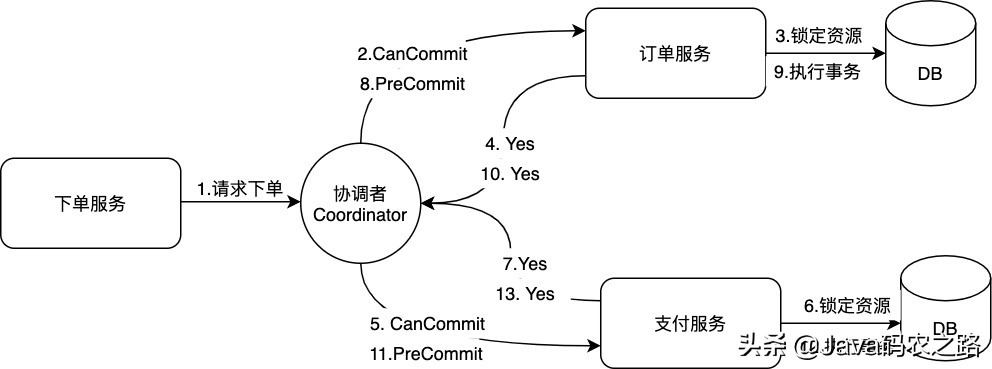 2.CanCommit
8.PreCommit
订单服务
3.锁定资源
9.执行事务
DB
4. Yes
10. Yes
下单服务
1.请求下单
协调者
Coordinator
7.Yes
13. Yes
5. CanCommit
11.PreCommit
支付服务
6.锁定资源
DB
头条 @Java码农之路